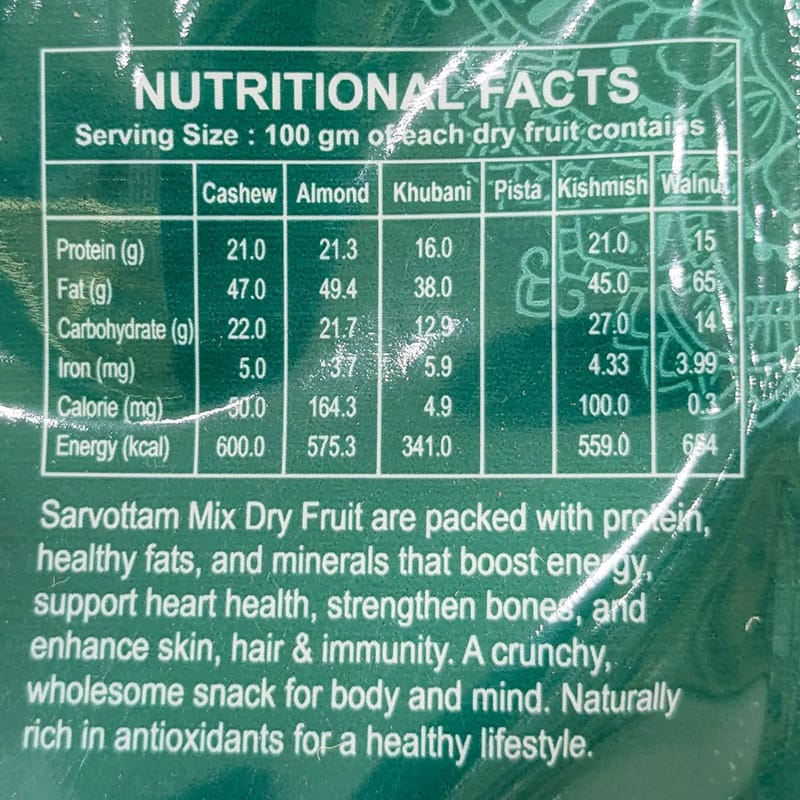 NUTRITIONAL FACTS
Serving Size : 100 gm of each dry fruit contains
Cashew Almond Khubani Pista Kishmish Walnut
Protein (g) 21.0 21.3 16.0 21.0 15
Fat (g) 47.0 49.4 38.0 45.0 65
Carbohydrate (g) 22.0 21.7 12.9 27.0 14
Iron (mg) 5.0 3.7 5.9 4.33 3.99
Calorie (mg) 50.0 164.3 4.9 100.0 0.3
Energy (kcal) 600.0 575.3 341.0 559.0 654
Sarvottam Mix Dry Fruit are packed with protein,
healthy fats, and minerals that boost energy,
support heart health, strengthen bones, and
enhance skin, hair & immunity. A crunchy,
wholesome snack for body and mind. Naturally
rich in antioxidants for a healthy lifestyle.